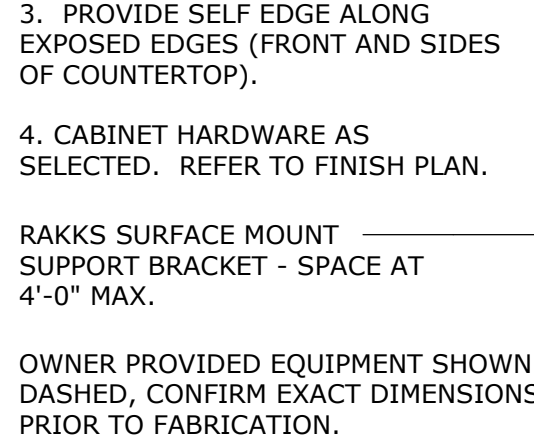 3.  PROVIDE SELF EDGE ALONG
EXPOSED EDGES (FRONT AND SIDES
OF COUNTERTOP).
4. CABINET HARDWARE AS
SELECTED.  REFER TO FINISH PLAN.
RAKKS SURFACE MOUNT
SUPPORT BRACKET - SPACE AT
4'-0" MAX.
OWNER PROVIDED EQUIPMENT SHOWN
DASHED, CONFIRM EXACT DIMENSIONS
PRIOR TO FABRICATION.